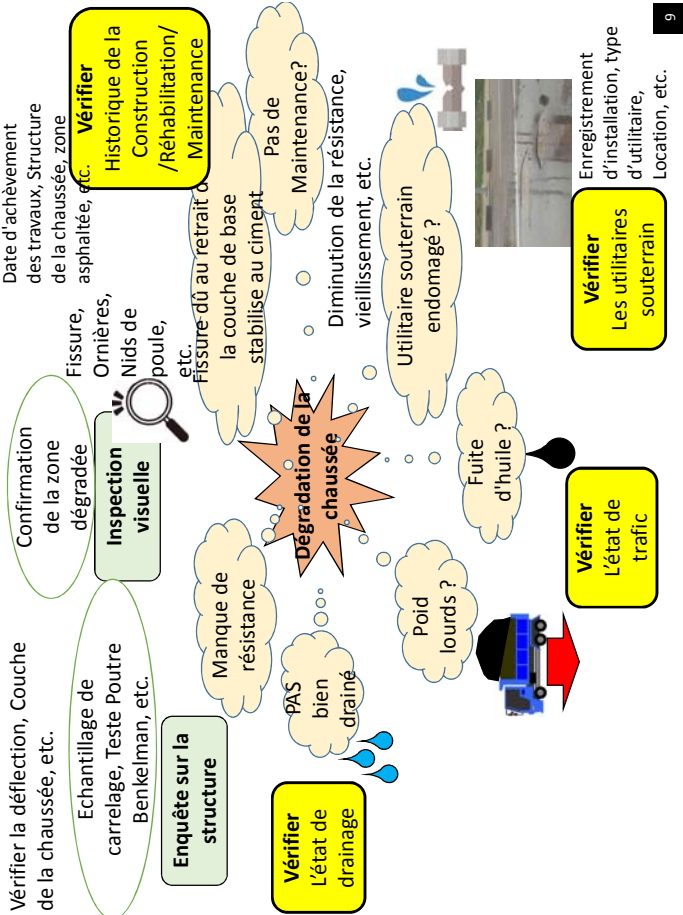 Vérifier la déflection, Couche
de la chaussée, etc.
Echantillage de
carrelage, Teste Poutre
Benkelman, etc.
Enquête sur la
structure
Confirmation
de la zone
dégradée
Inspection
visuelle
Fissure,
Ornières,
Nids de
poule,
etc.
Date d'achèvement
des travaux, Structure
de la chaussée, zone
asphaltée, etc.
Vérifier
Historique de la
Construction
/Réhabilitation/
Maintenance
Manque de
résistance
Fissure dû au retrait d
la couche de base
stabilise au ciment
Pas de
Maintenance?
PAS
bien
drainé
Dégradation de la
chaussée
Diminution de la résistance,
vieillissement, etc.
Vérifier
L'état de
drainage
Poid
lourds ?
Fuite
d'huile ?
Utilitaire souterrain
endomagé ?
Vérifier
L'état de
trafic
Vérifier
Les utilitaires
souterrain
Enregistrement
d'installation, type
d'utilitaire,
Location, etc.
9